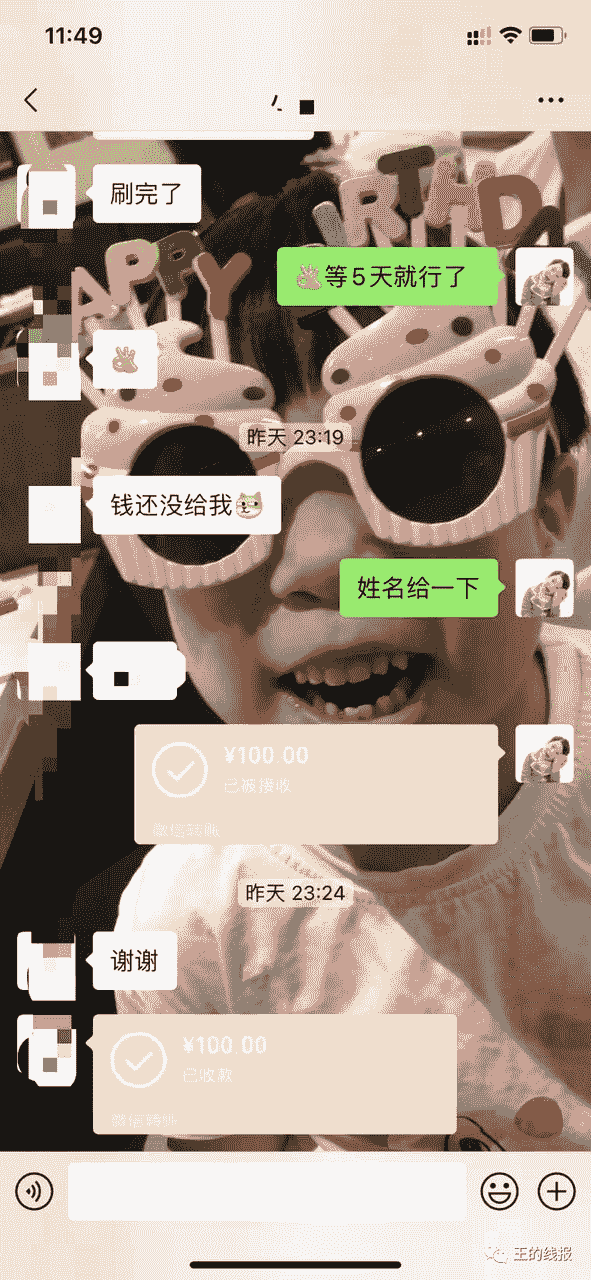 11:49
刷完了
HAPPY
BIRTHDA
等5天就行了
昨天 23:19
钱还没给我
姓名给一下
¥100.00
已被接收
微信转账
昨天 23:24
谢谢
¥100.00
已收款
微信转账
王的线报